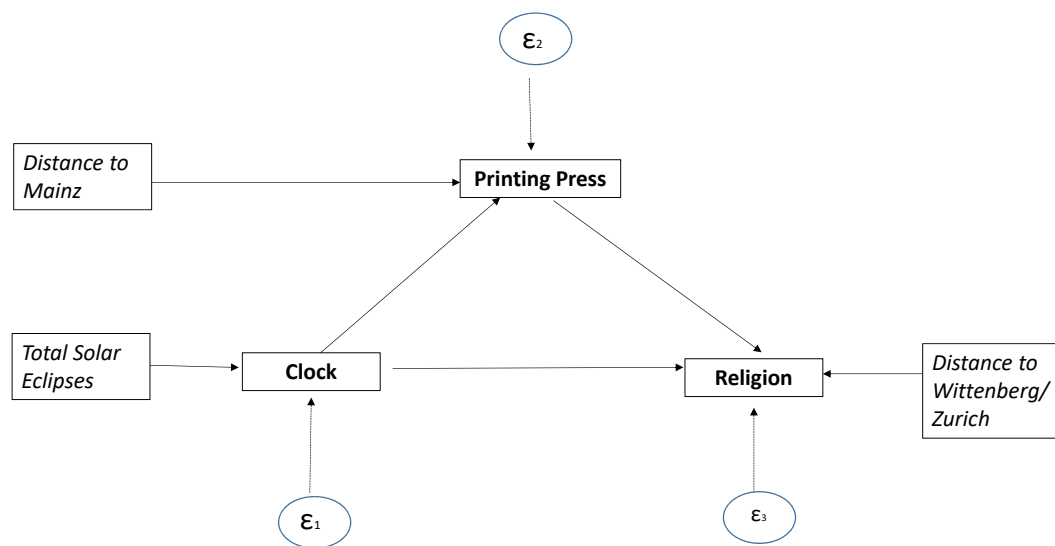 ε2
Distance to
Mainz
Printing Press
Total Solar
Eclipses
Clock
Religion
Distance to
Wittenberg/
Zurich
ε1
ε3